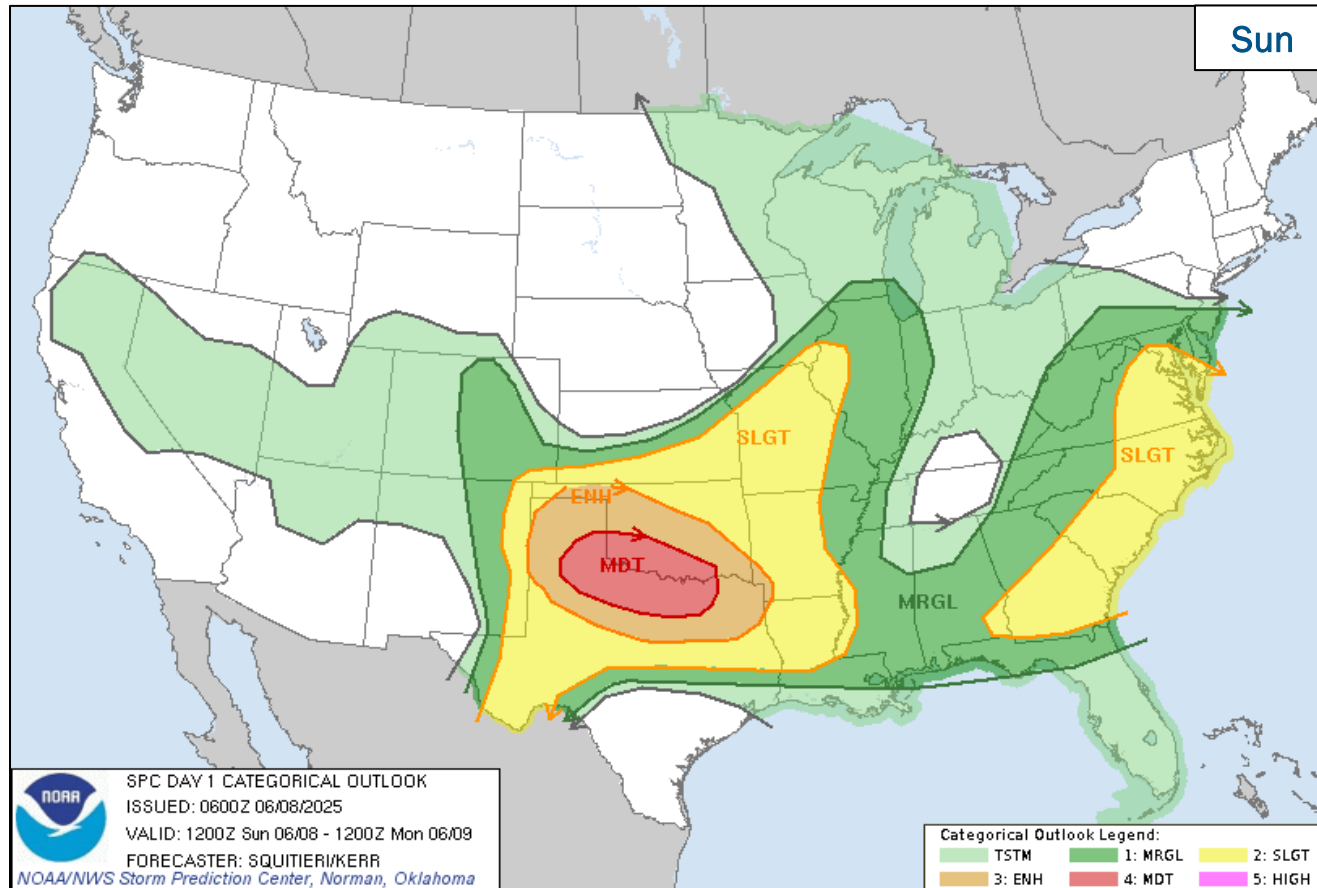 Sun
SLGT
SLGT
ENH
MDT
MRGL
NOAA
SPC DAY 1 CATEGORICAL OUTLOOK
ISSUED: 0600Z 06/08/2025
VALID: 1200Z Sun 06/08 - 1200Z Mon 06/09
FORECASTER: SQUITIERI/KERR
NOAA/NWS Storm Prediction Center, Norman, Oklahoma
Categorical Outlook Legend:
TSTM 1: MRGL 2: SLGT
3: ENH 4: MDT 5: HIGH